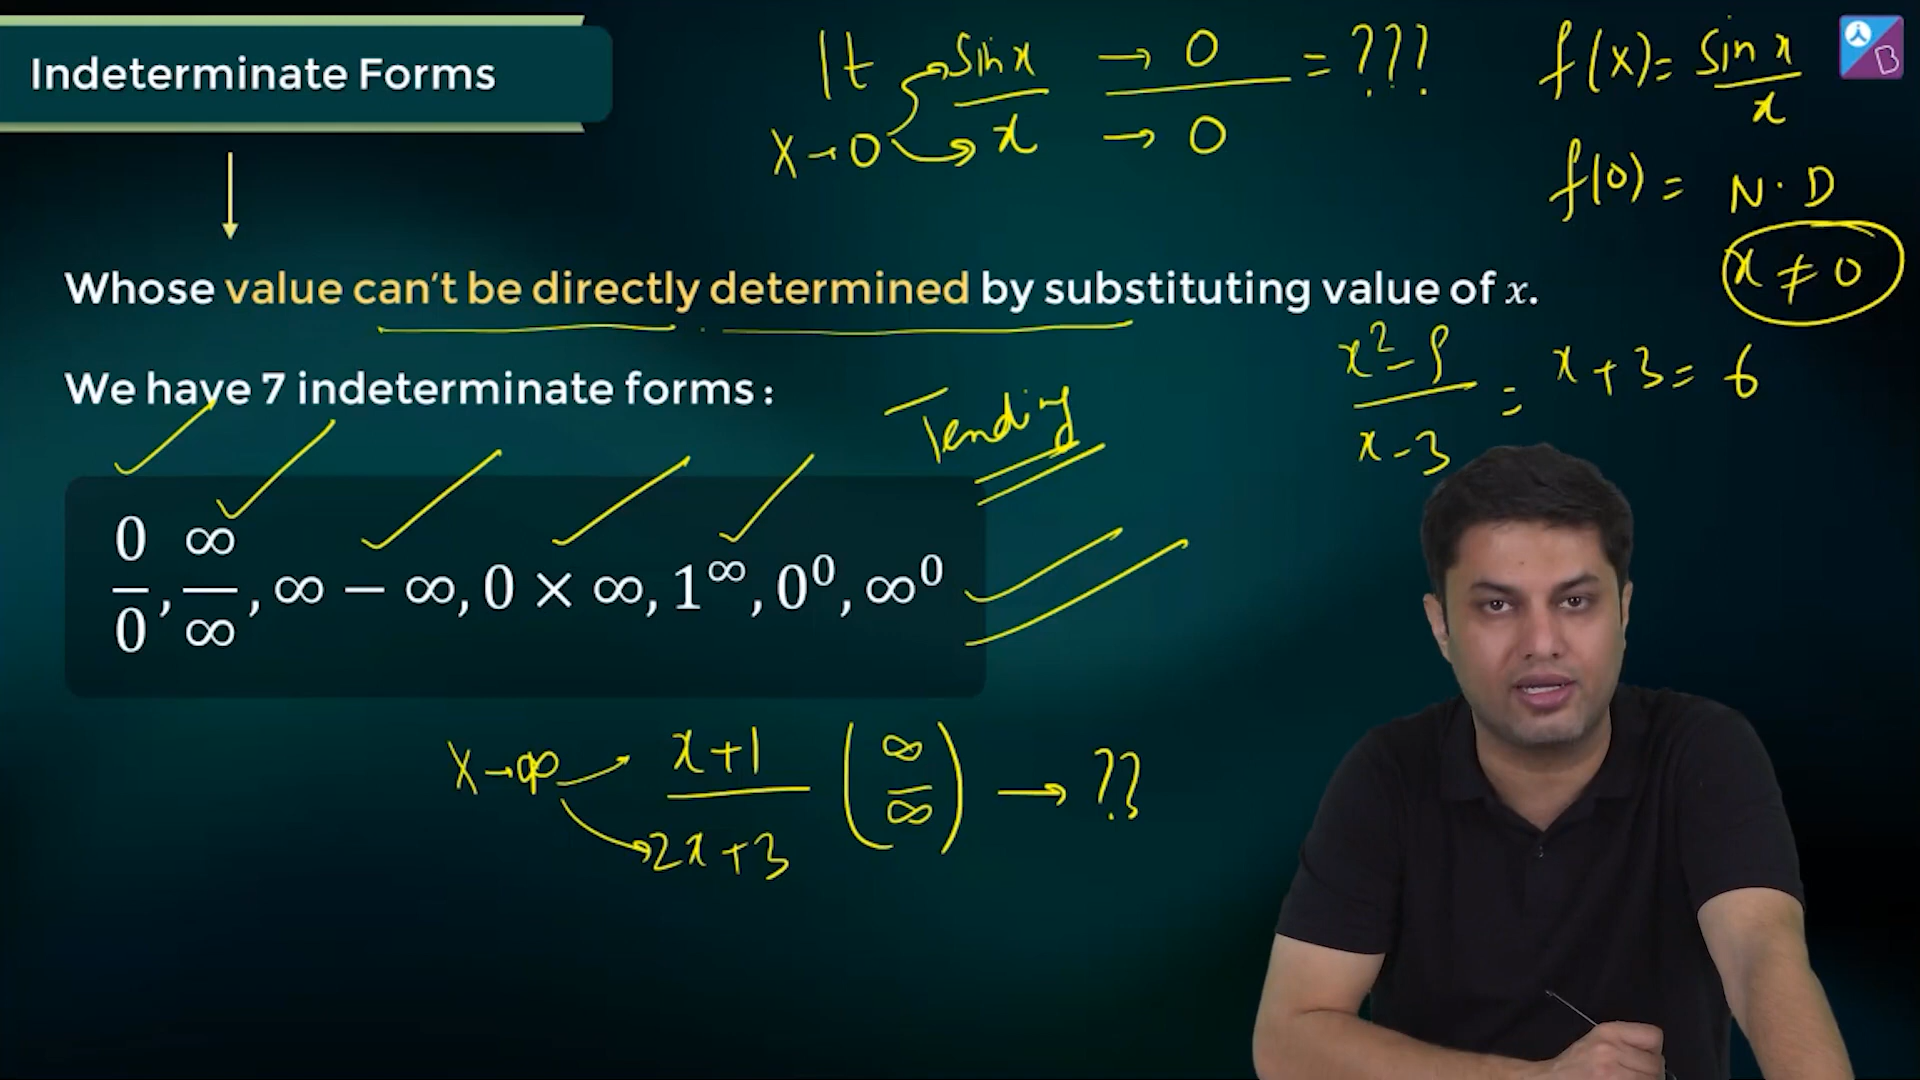 Indeterminate Forms
lt sin x → 0 = ???
x→0 x → 0
f(x) = sin x / x
f(0) = N.D
x ≠ 0
Whose value can't be directly determined by substituting value of x.
x² - 9 / x - 3 = x + 3 = 6
We have 7 indeterminate forms :
Tending
0/0, ∞/∞, ∞ − ∞, 0 × ∞, 1^∞, 0⁰, ∞⁰
x→∞ x+1 / 2x+3 (∞/∞) → ??
B